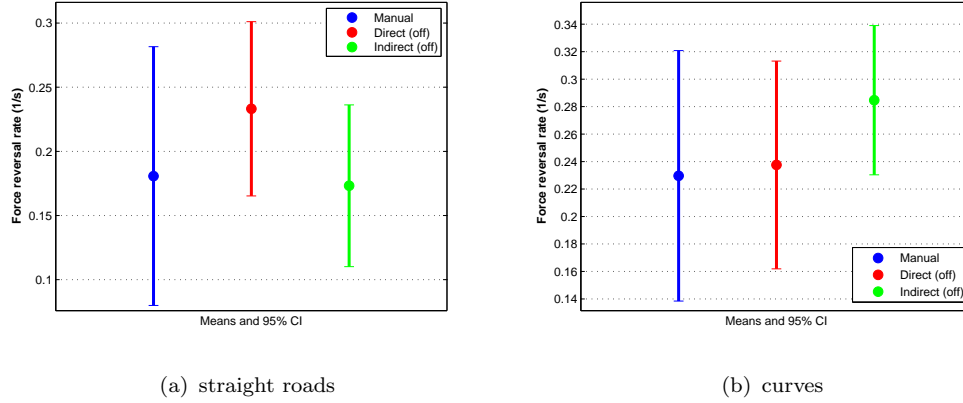 0.3
0.25
0.2
0.15
0.1
Force reversal rate (1/s)
Manual
Direct (off)
Indirect (off)
Means and 95% CI
(a) straight roads
0.34
0.32
0.3
0.28
0.26
0.24
0.22
0.2
0.18
0.16
0.14
Force reversal rate (1/s)
Manual
Direct (off)
Indirect (off)
Means and 95% CI
(b) curves